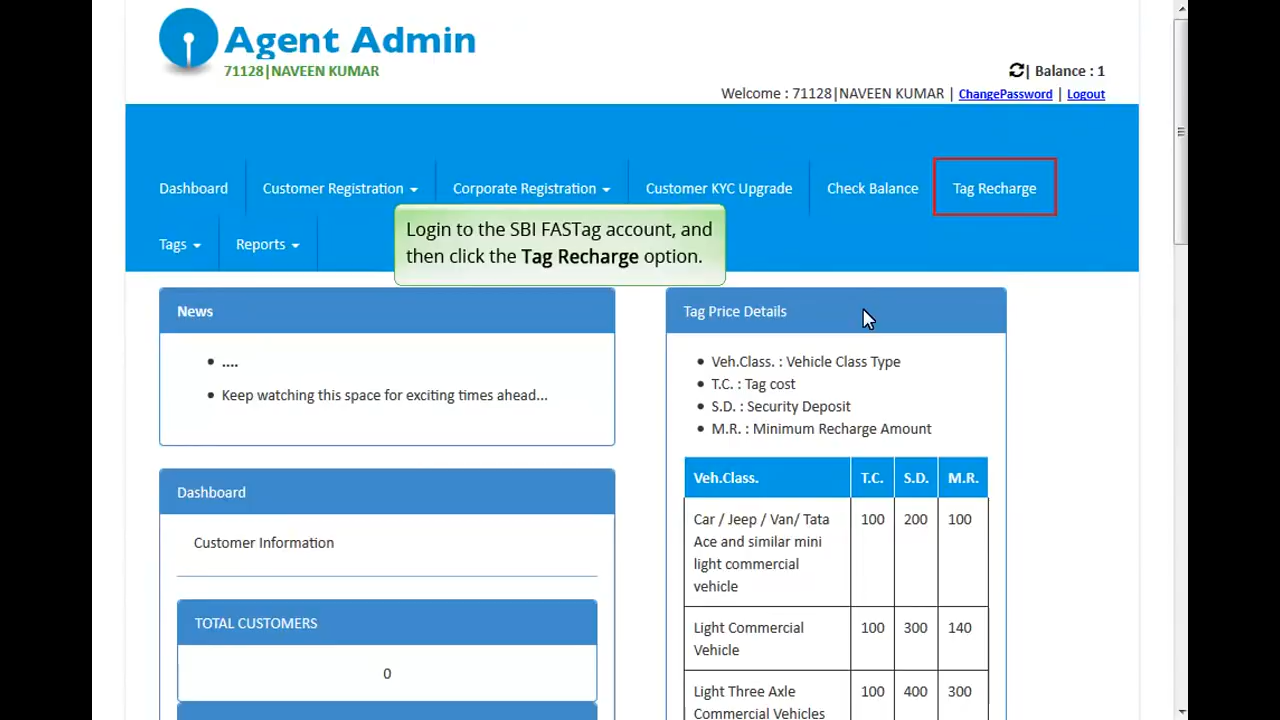 Agent Admin
71128|NAVEEN KUMAR
| Balance : 1
Welcome : 71128|NAVEEN KUMAR | ChangePassword | Logout
Dashboard
Customer Registration
Corporate Registration
Customer KYC Upgrade
Check Balance
Tag Recharge
Tags
Reports
Login to the SBI FASTag account, and
then click the Tag Recharge option.
News
• ....
• Keep watching this space for exciting times ahead...
Dashboard
Customer Information
TOTAL CUSTOMERS
0
Tag Price Details
• Veh.Class. : Vehicle Class Type
• T.C. : Tag cost
• S.D. : Security Deposit
• M.R. : Minimum Recharge Amount
Veh.Class. T.C. S.D. M.R.
Car / Jeep / Van/ Tata 100 200 100
Ace and similar mini
light commercial
vehicle
Light Commercial 100 300 140
Vehicle
Light Three Axle 100 400 300
Commercial Vehicles